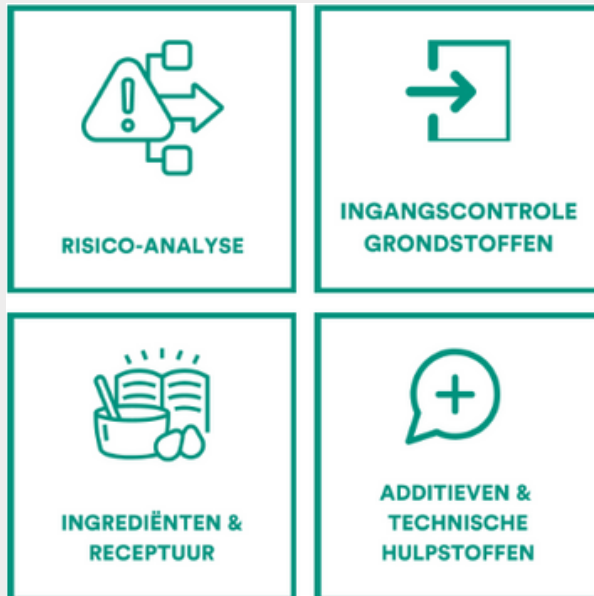 RISICO-ANALYSE
INGANGSCONTROLE
GRONDSTOFFEN
INGREDIËNTEN &
RECEPTUUR
ADDITIEVEN &
TECHNISCHE
HULPSTOFFEN